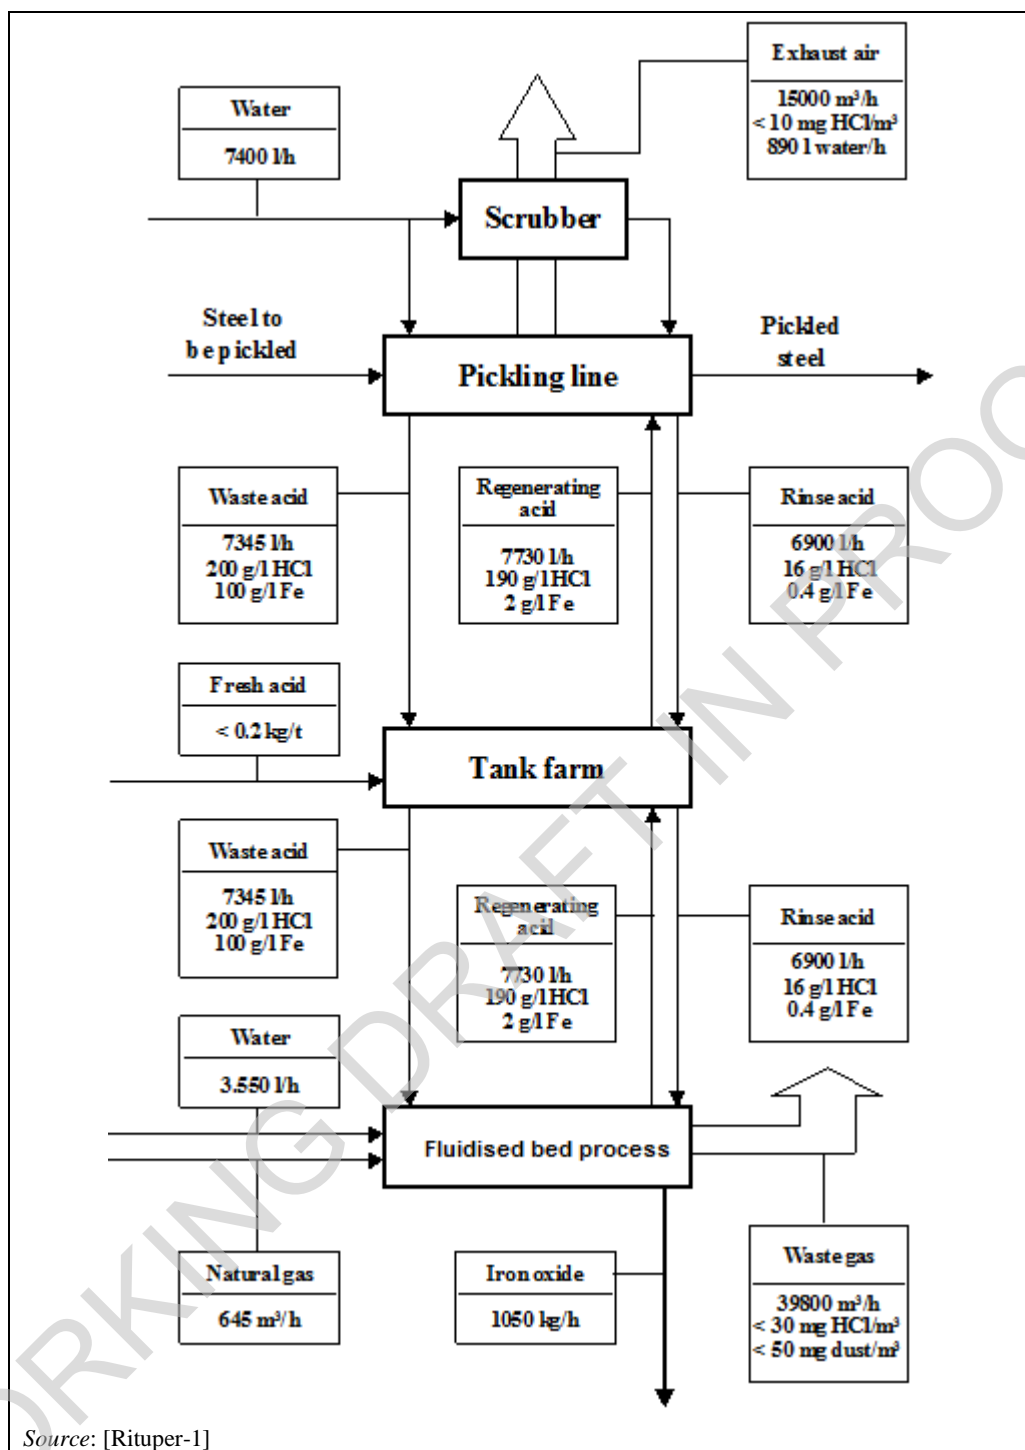 Exhaust air
15000 m³/h
< 10 mg HCl/m³
890 l water/h
Water
7400 l/h
Scrubber
Steel to
be pickled
Pickled
steel
Pickling line
Waste acid
7345 l/h
200 g/l HCl
100 g/l Fe
Regenerating
acid
7730 l/h
190 g/l HCl
2 g/l Fe
Rinse acid
6900 l/h
16 g/l HCl
0.4 g/l Fe
Fresh acid
< 0.2 kg/t
Tank farm
Waste acid
7345 l/h
200 g/l HCl
100 g/l Fe
Regenerating
acid
7730 l/h
190 g/l HCl
2 g/l Fe
Rinse acid
6900 l/h
16 g/l HCl
0.4 g/l Fe
Water
3.550 l/h
Fluidised bed process
Natural gas
645 m³/h
Iron oxide
1050 kg/h
Waste gas
39800 m³/h
< 30 mg HCl/m³
< 50 mg dust/m³
Source: [Rituper-1]
ORKING DRAFT IN PROC